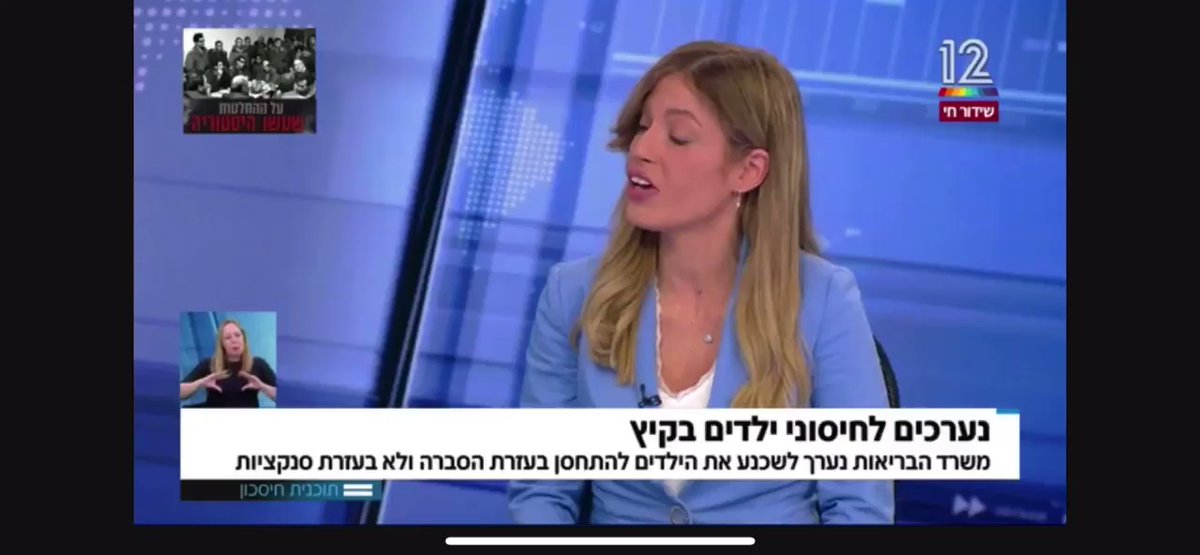 12
שידור חי
על ההחלטות
שעשו היסטוריה
נערכים לחיסוני ילדים בקיץ
משרד הבריאות נערך לשכנע את הילדים להתחסן בעזרת הסברה ולא בעזרת סנקציות
תוכנית חיסכון